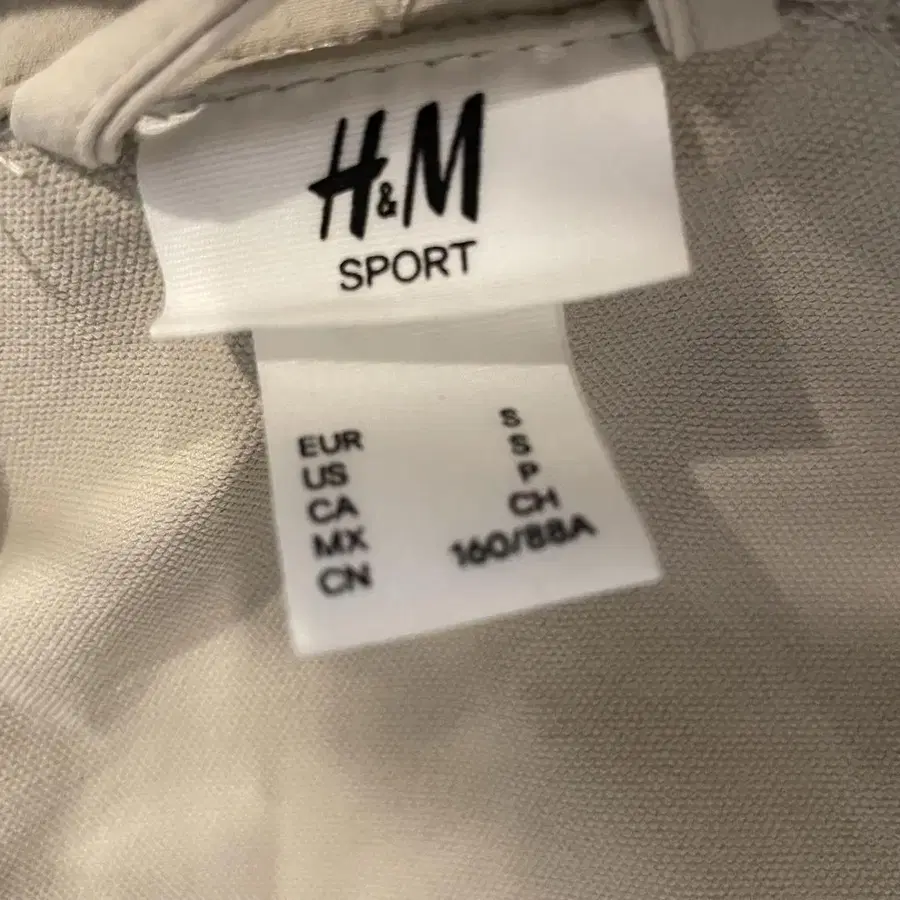 H&M
SPORT
EUR S
US S
CA P
MX CH
CN 160/88A